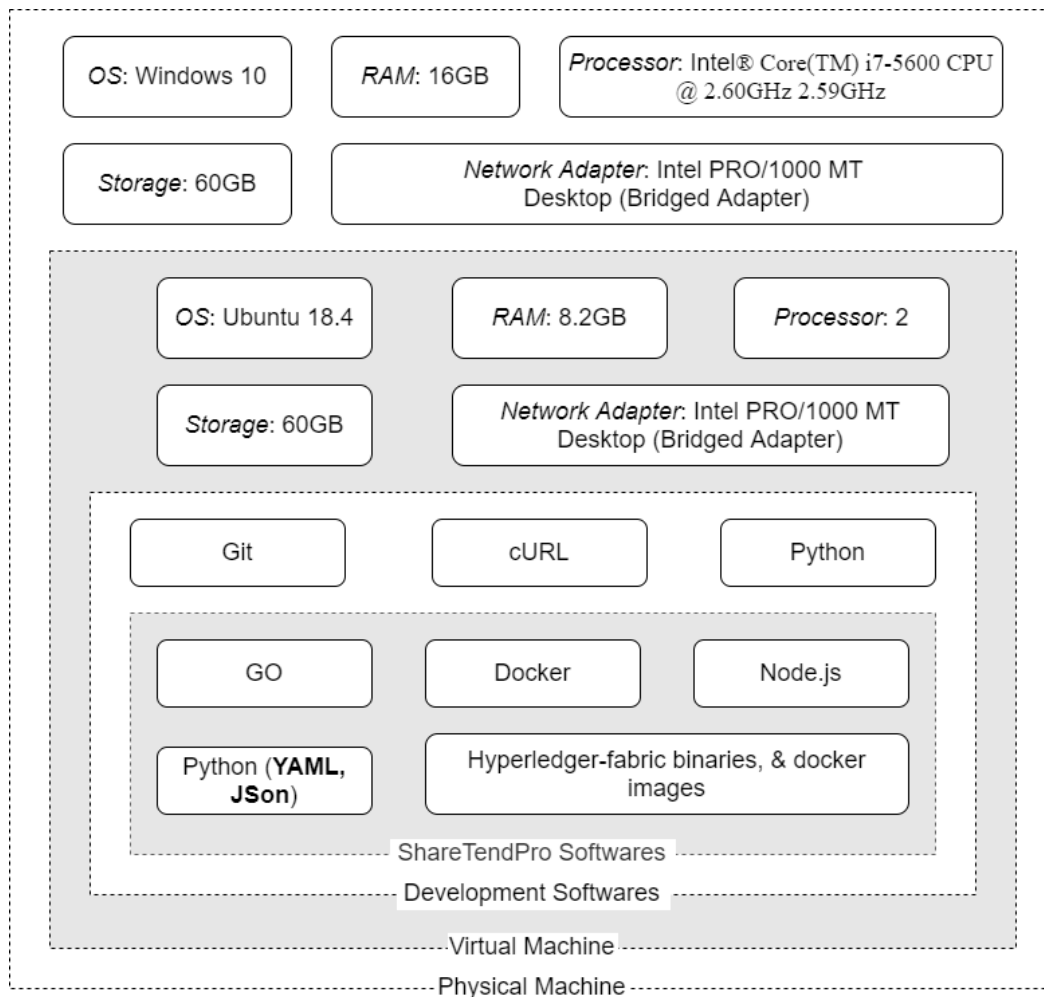 OS: Windows 10
RAM: 16GB
Processor: Intel® Core(TM) i7-5600 CPU
@ 2.60GHz 2.59GHz
Storage: 60GB
Network Adapter: Intel PRO/1000 MT
Desktop (Bridged Adapter)
OS: Ubuntu 18.4
RAM: 8.2GB
Processor: 2
Storage: 60GB
Network Adapter: Intel PRO/1000 MT
Desktop (Bridged Adapter)
Git
cURL
Python
GO
Docker
Node.js
Python (YAML,
JSon)
Hyperledger-fabric binaries, & docker
images
ShareTendPro Softwares
Development Softwares
Virtual Machine
Physical Machine